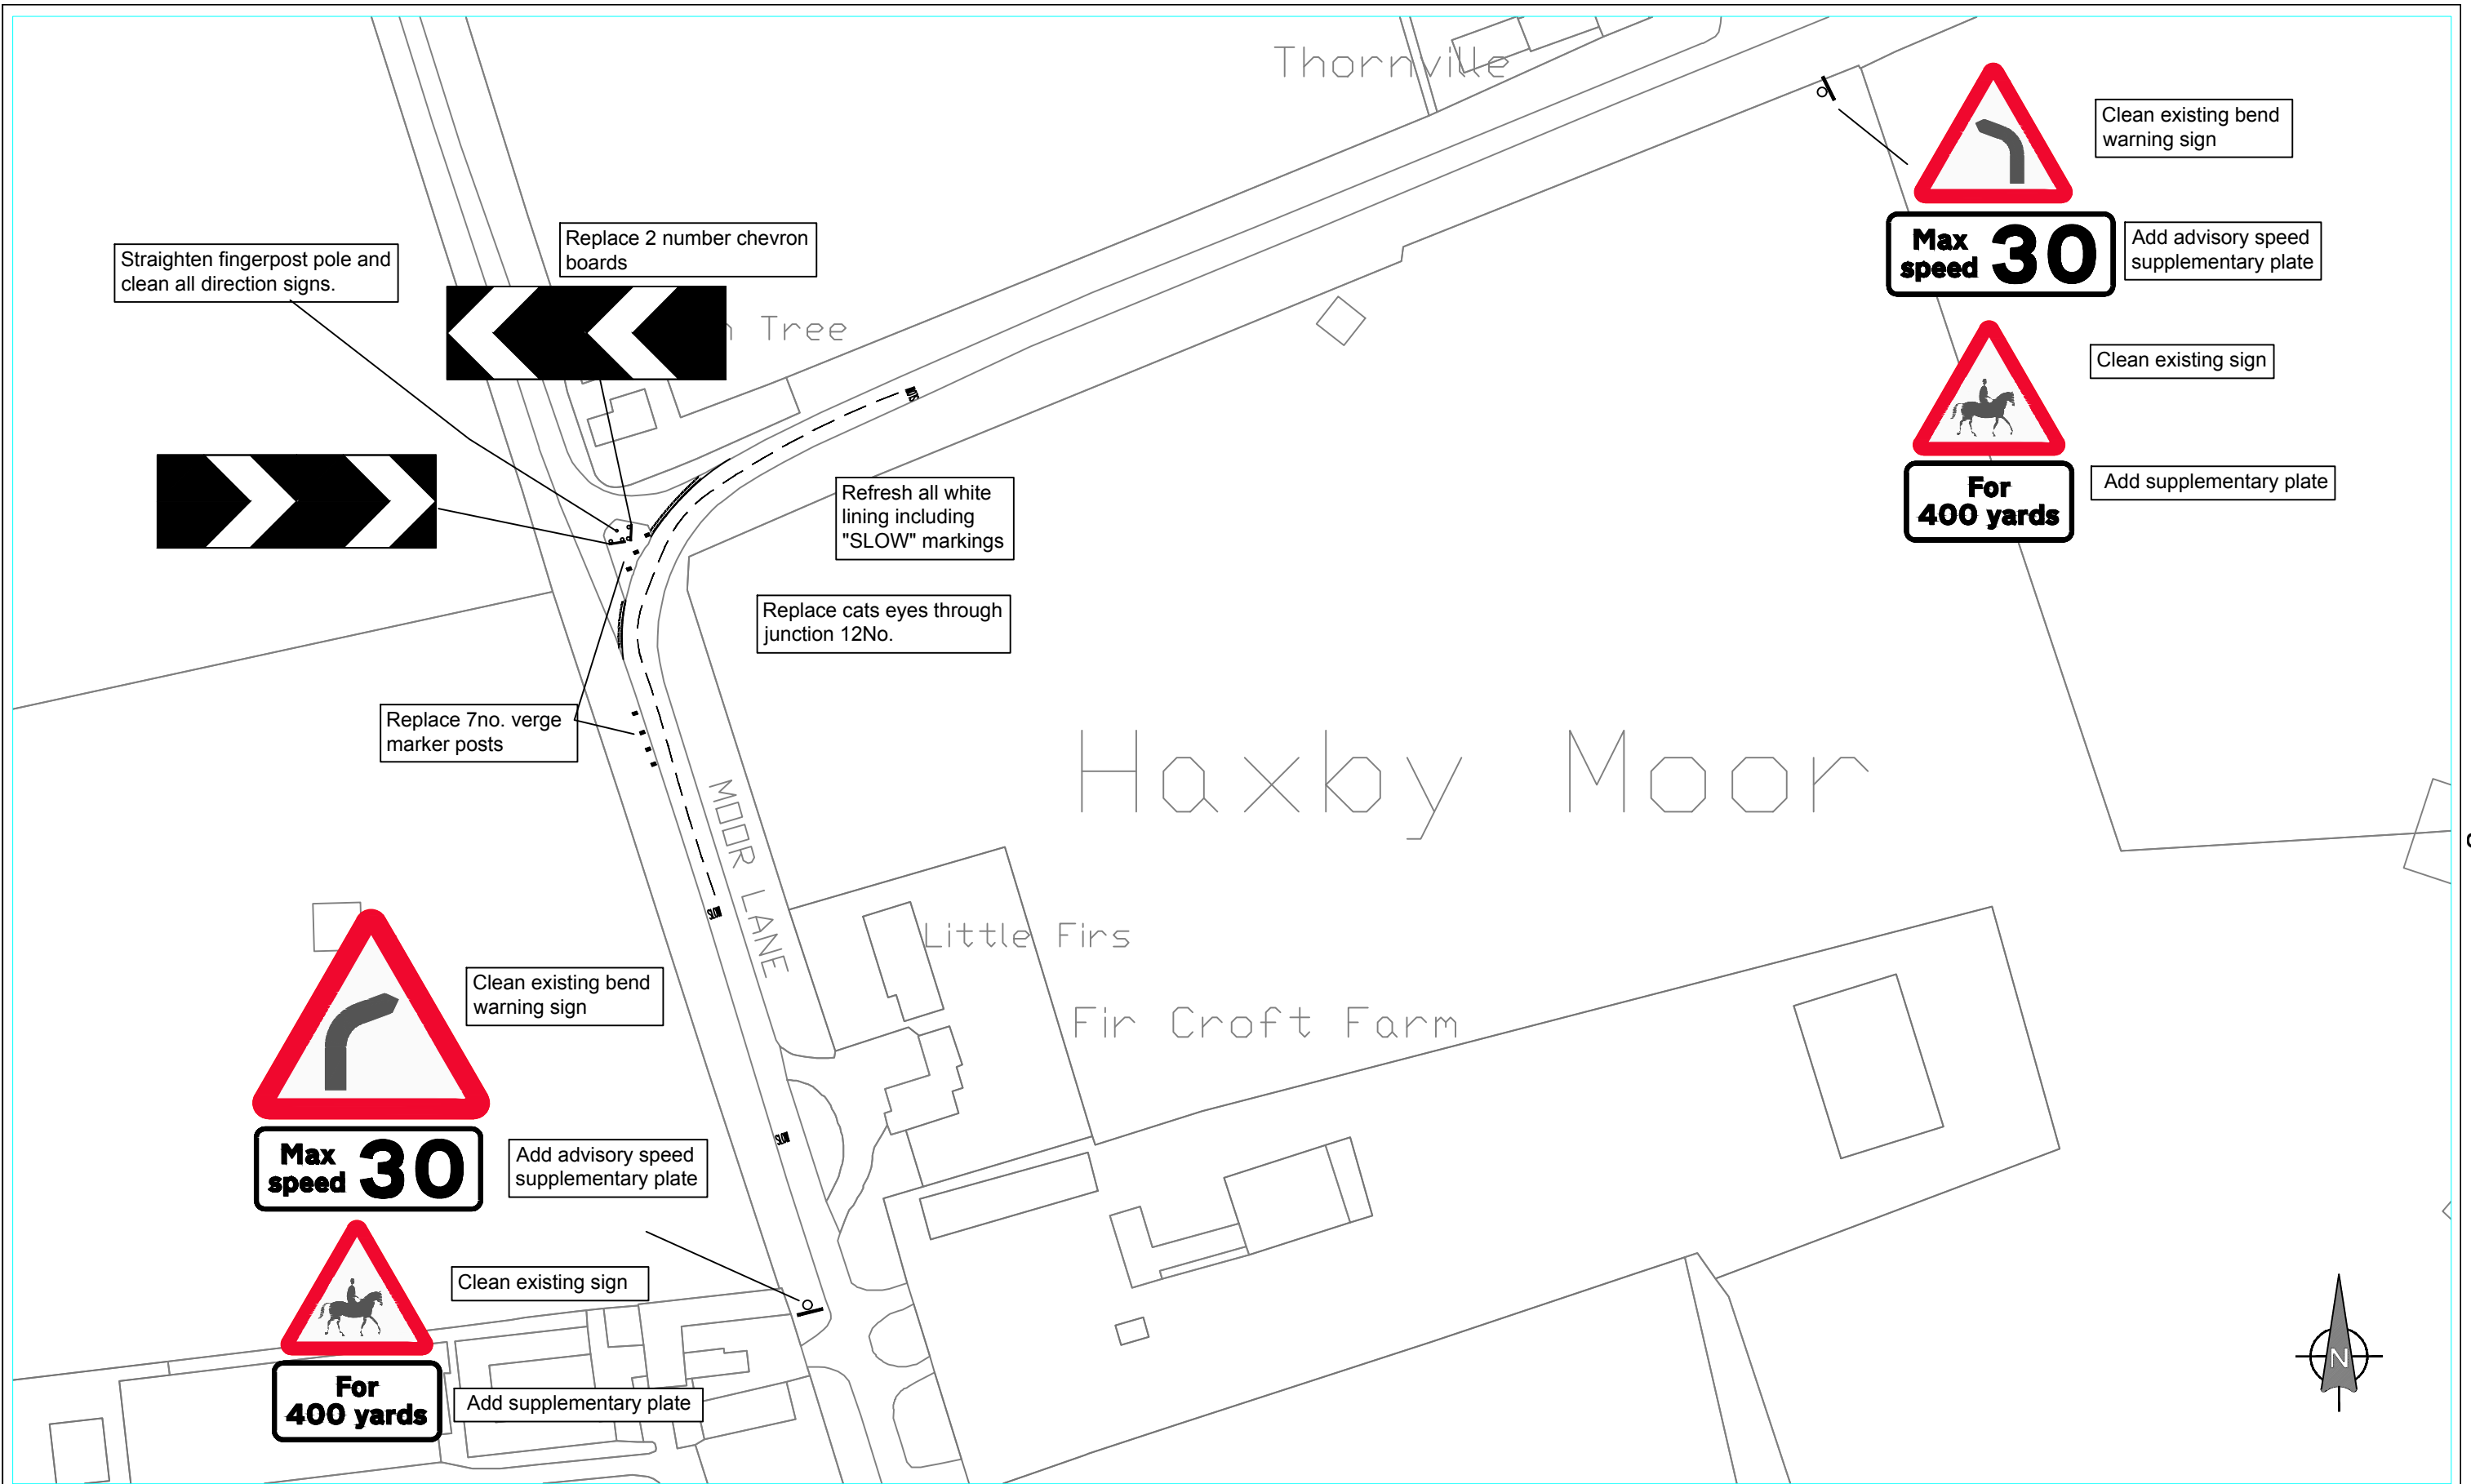 Thornville
Clean existing bend
warning sign
Max
speed 30
Add advisory speed
supplementary plate
Replace 2 number chevron
boards
Straighten fingerpost pole and
clean all direction signs.
Tree
Clean existing sign
For
400 yards
Add supplementary plate
Refresh all white
lining including
"SLOW" markings
Replace cats eyes through
junction 12No.
Replace 7no. verge
marker posts
Haxby Moor
MOOR LANE
SLOW
SLOW
SLOW
Little Firs
Fir Croft Farm
Clean existing bend
warning sign
Max
speed 30
Add advisory speed
supplementary plate
Clean existing sign
For
400 yards
Add supplementary plate
N